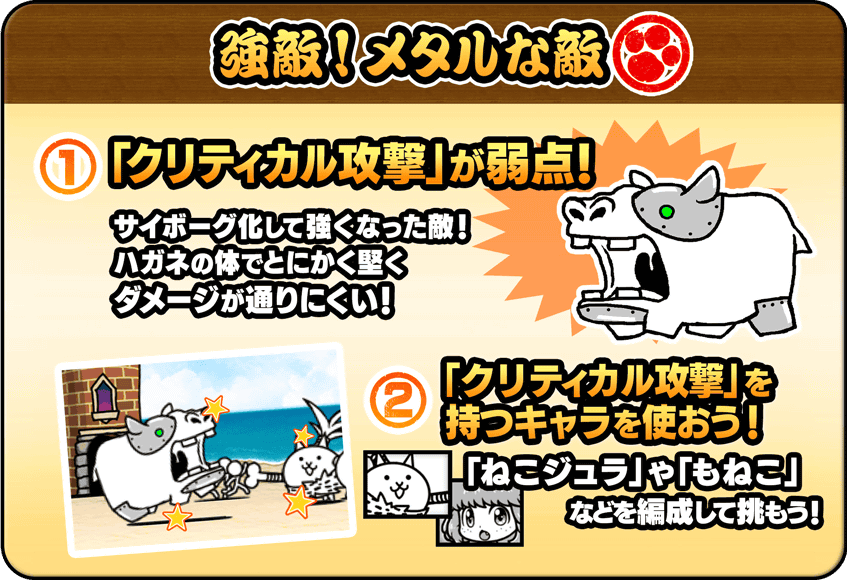 強敵！メタルな敵
① 「クリティカル攻撃」が弱点！
サイボーグ化して強くなった敵！
ハガネの体でとにかく堅く
ダメージが通りにくい！
② 「クリティカル攻撃」を
持つキャラを使おう！
「ねこジュラ」や「もねこ」
などを編成して挑もう！